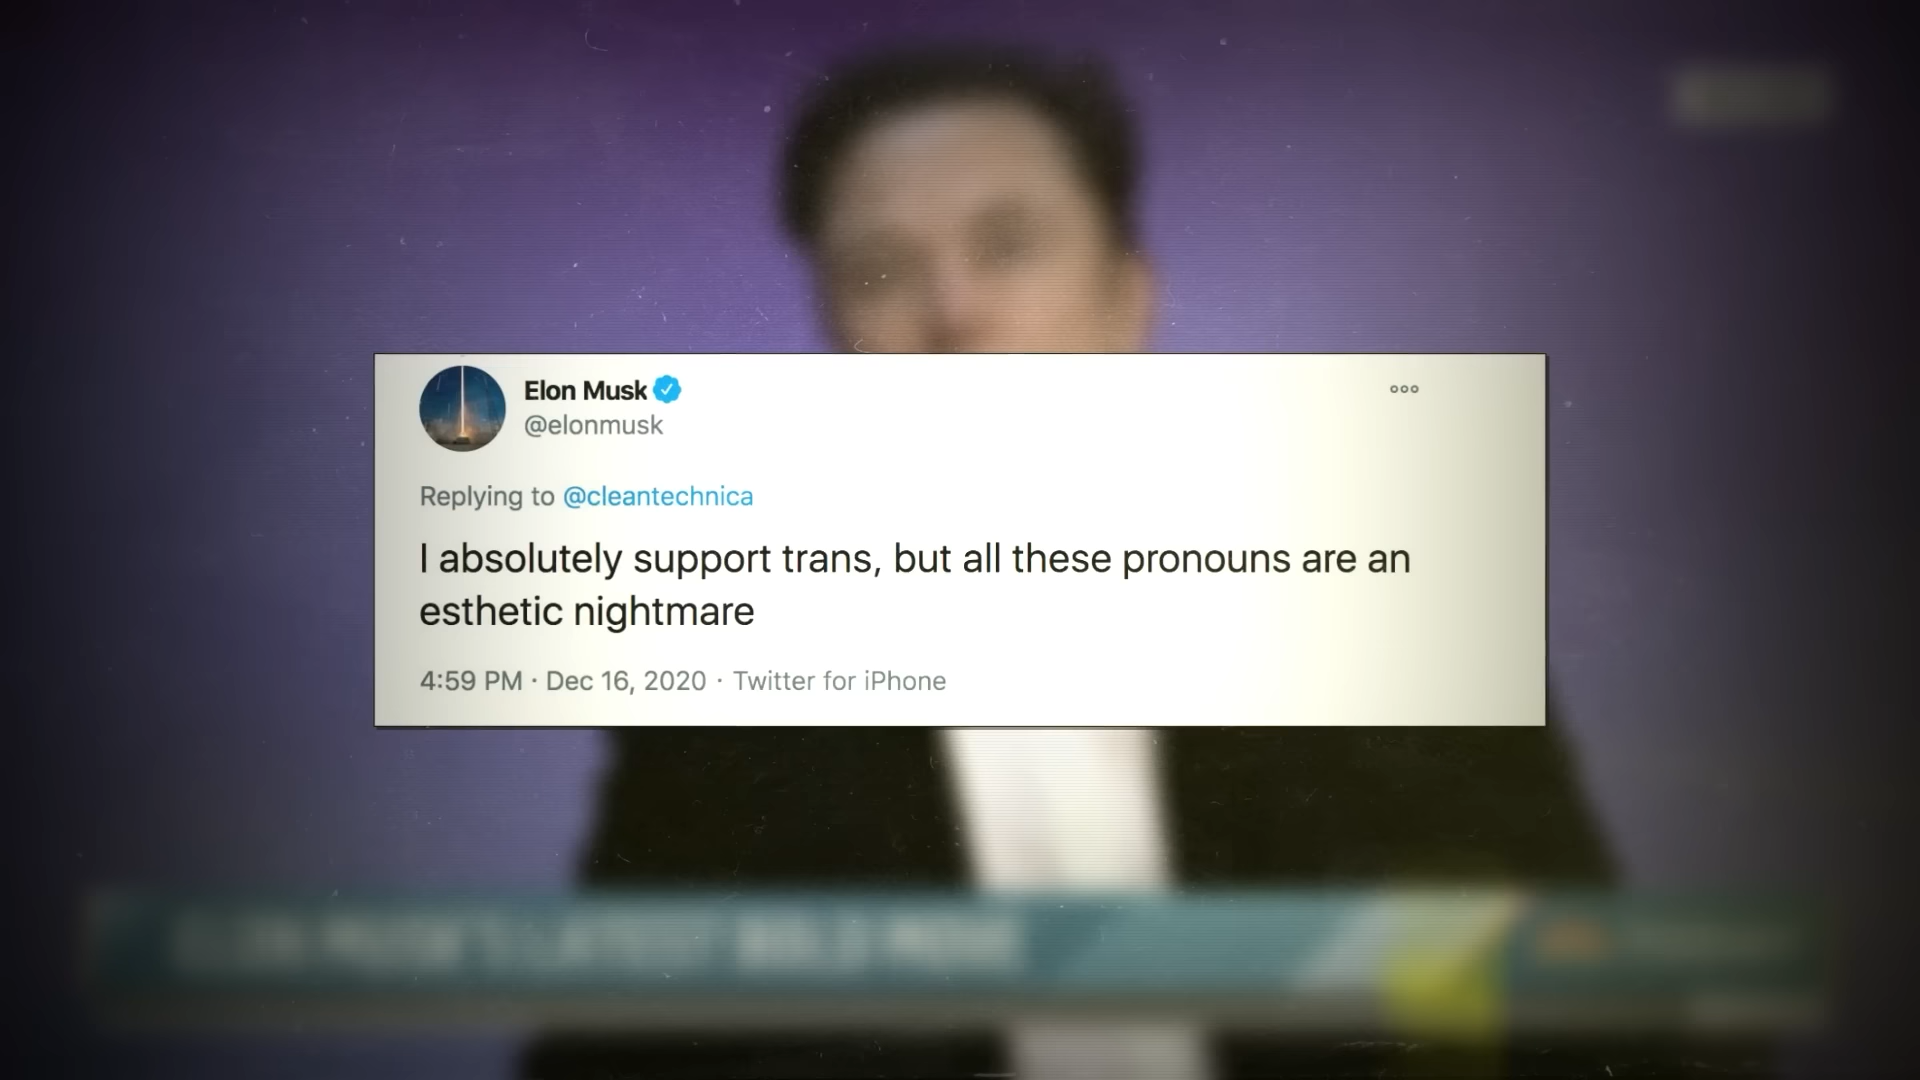 Elon Musk
@elonmusk
Replying to @cleantechnica
I absolutely support trans, but all these pronouns are an
esthetic nightmare
4:59 PM · Dec 16, 2020 · Twitter for iPhone